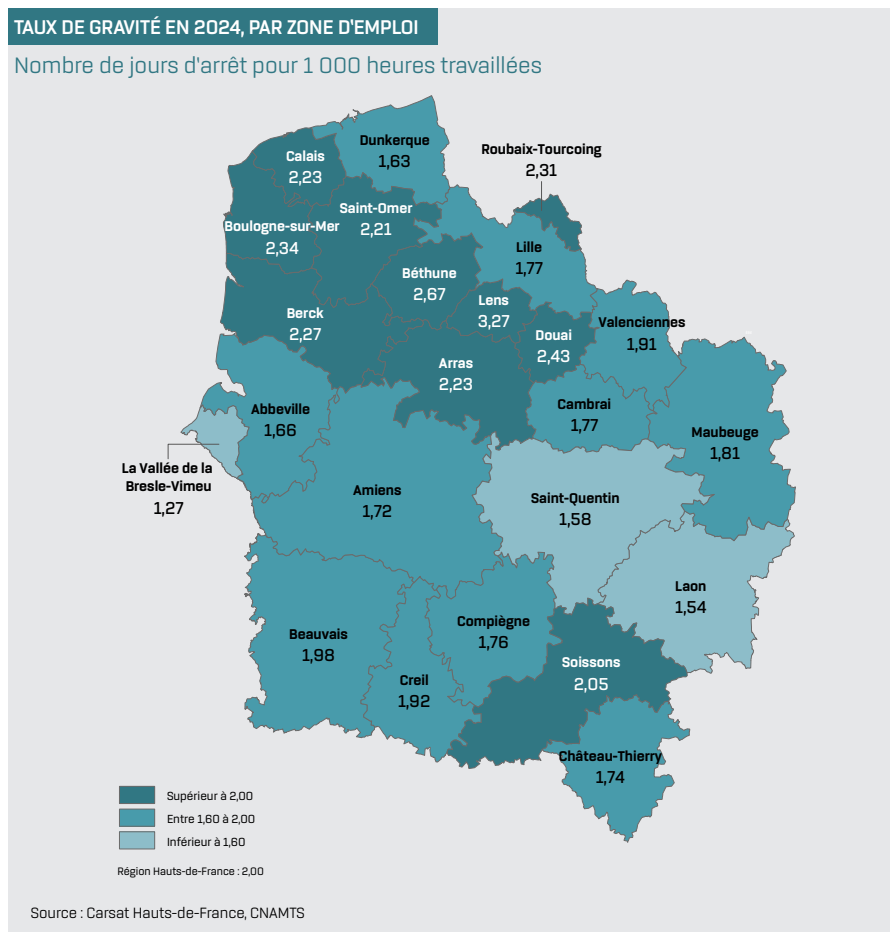 TAUX DE GRAVITÉ EN 2024, PAR ZONE D'EMPLOI
Nombre de jours d'arrêt pour 1 000 heures travaillées
Dunkerque
1,63
Calais
2,23
Roubaix-Tourcoing
2,31
Saint-Omer
2,21
Boulogne-sur-Mer
2,34
Lille
1,77
Béthune
2,67
Lens
3,27
Berck
2,27
Douai
2,43
Valenciennes
1,91
Arras
2,23
Abbeville
1,66
Cambrai
1,77
Maubeuge
1,81
La Vallée de la
Bresle-Vimeu
1,27
Amiens
1,72
Saint-Quentin
1,58
Laon
1,54
Beauvais
1,98
Compiègne
1,76
Creil
1,92
Soissons
2,05
Château-Thierry
1,74
Supérieur à 2,00
Entre 1,60 à 2,00
Inférieur à 1,60
Région Hauts-de-France : 2,00
Source : Carsat Hauts-de-France, CNAMTS